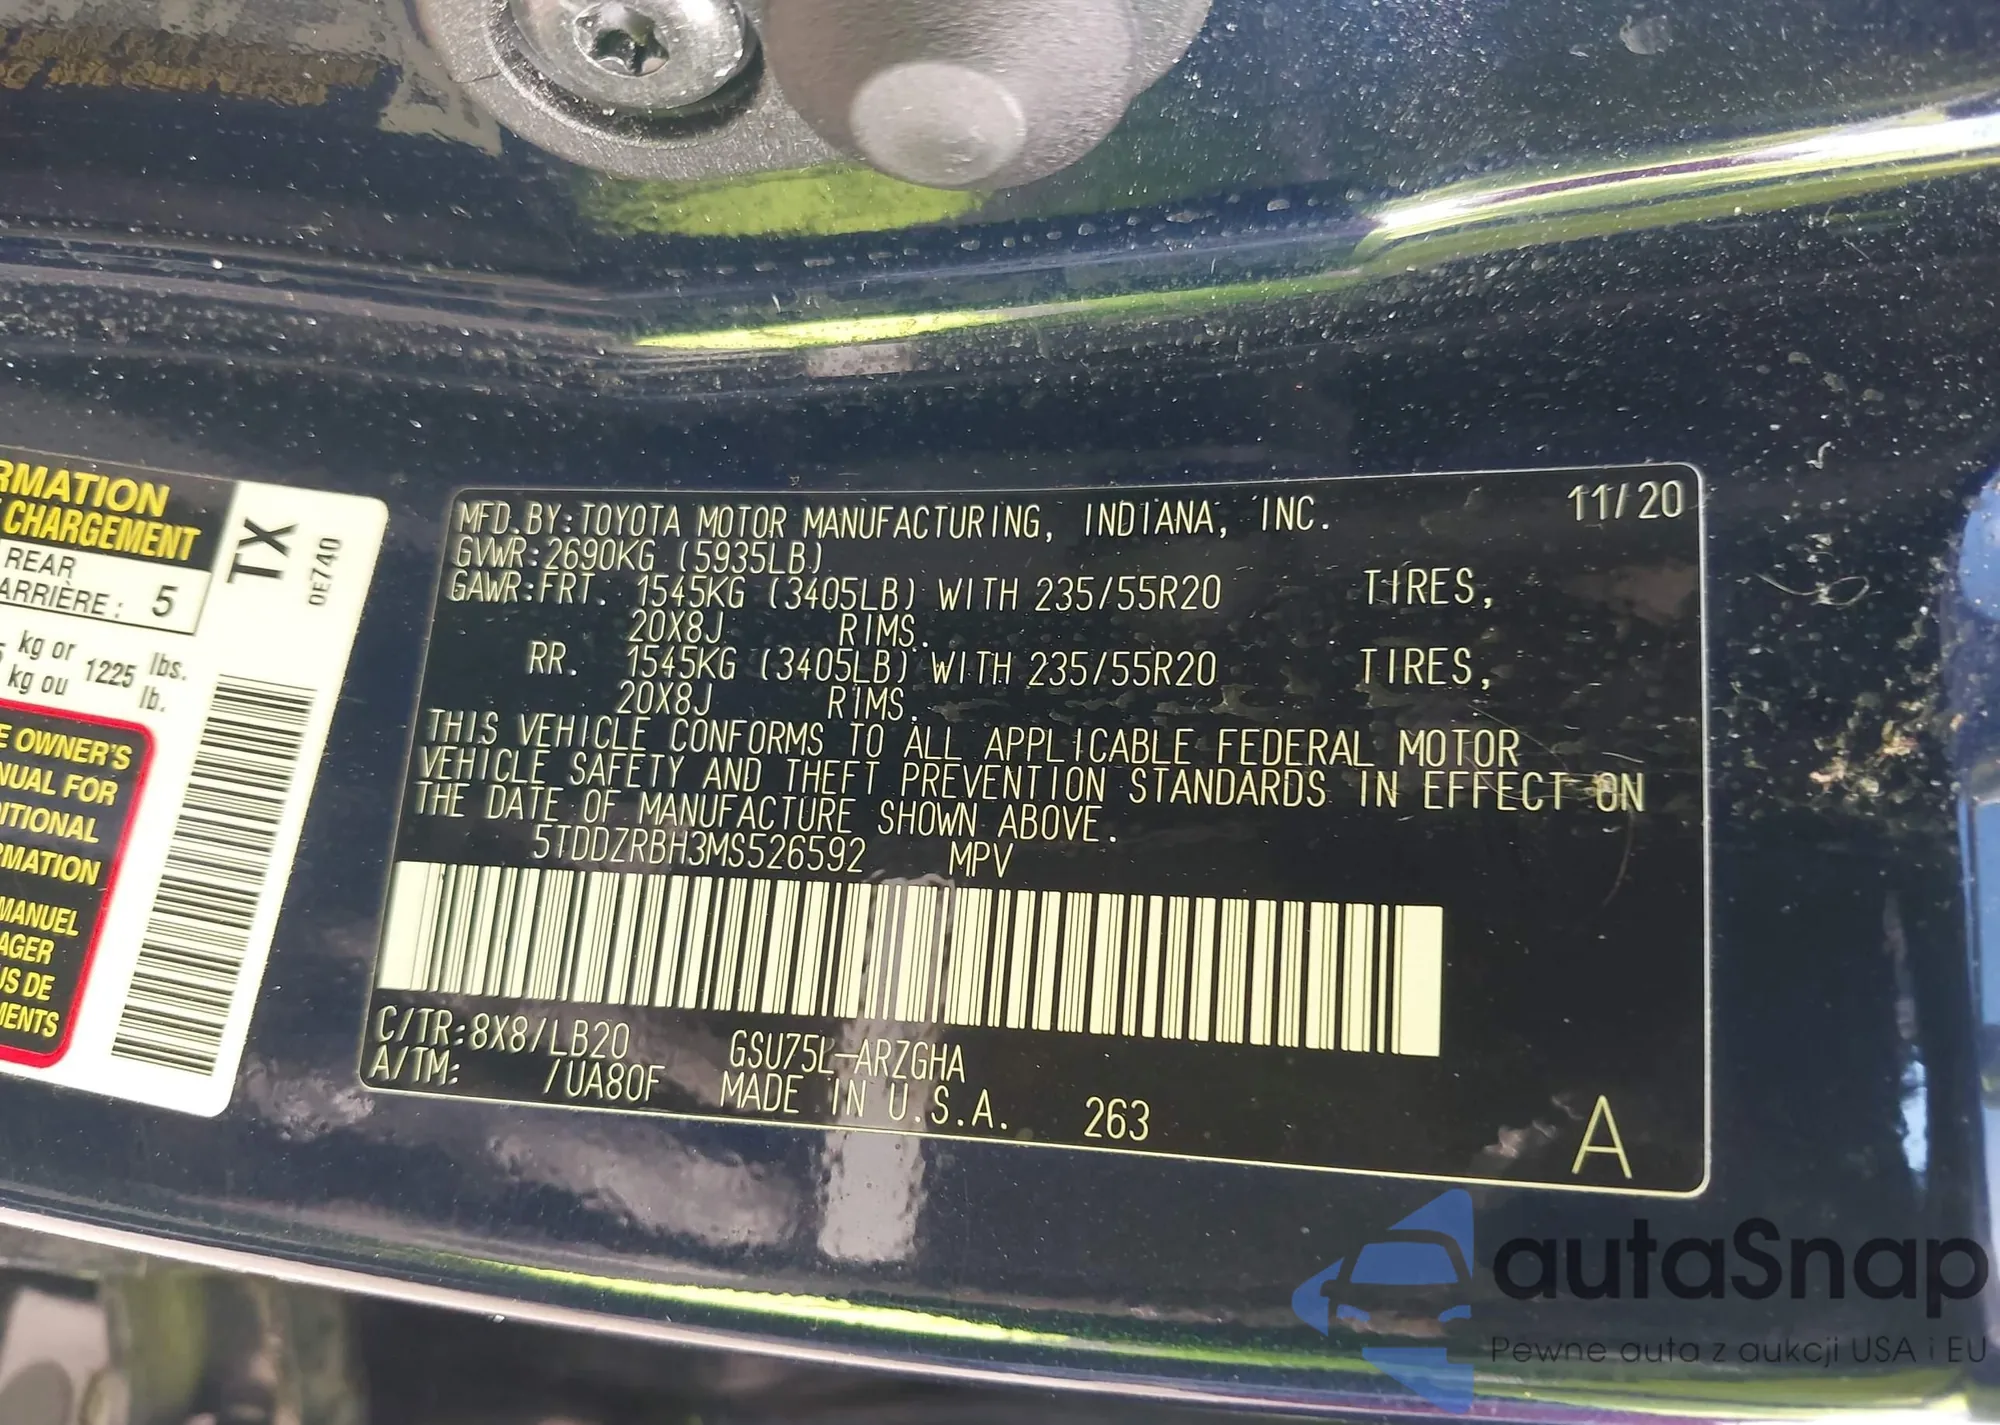 RMATION
CHARGEMENT
REAR
ARRIÈRE: 5
kg or 1225 lbs.
kg ou lb.
OWNER'S
NUAL FOR
ITIONAL
MATION
MANUEL
AGER
US DE
MENTS
TX
0E740
MFD.BY:TOYOTA MOTOR MANUFACTURING, INDIANA, INC. 11/20
GVWR:2690KG (5935LB)
GAWR:FRT. 1545KG (3405LB) WITH 235/55R20 TIRES,
20X8J RIMS.
RR. 1545KG (3405LB) WITH 235/55R20 TIRES,
20X8J RIMS.
THIS VEHICLE CONFORMS TO ALL APPLICABLE FEDERAL MOTOR
VEHICLE SAFETY AND THEFT PREVENTION STANDARDS IN EFFECT ON
THE DATE OF MANUFACTURE SHOWN ABOVE.
5TDDZRBH3MS526592 MPV
C/TR:8X8/LB20 GSU75L-ARZGHA
A/TM: /UA80F MADE IN U.S.A. 263 A
autaSnap
Pewne auta z aukcji USA i EU